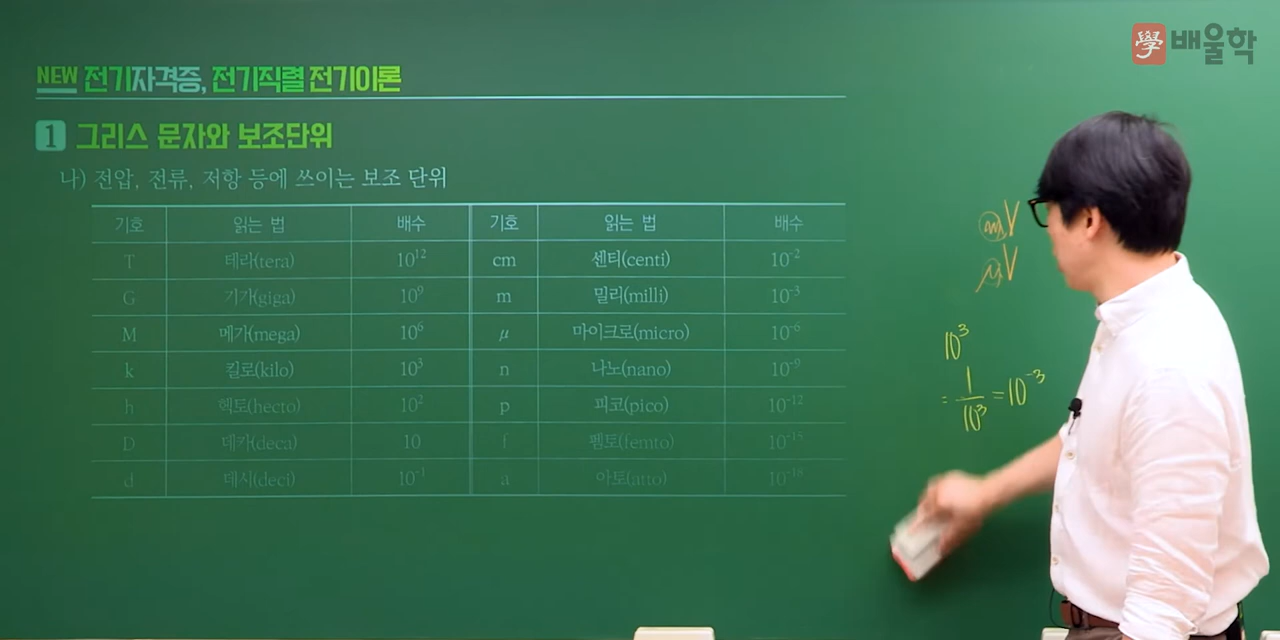 學 배울학
NEW 전기자격증, 전기직렬 전기이론
1 그리스 문자와 보조단위
나) 전압, 전류, 저항 등에 쓰이는 보조 단위
기호 읽는 법 배수 기호 읽는 법 배수
T 테라(tera) 10¹² cm 센티(centi) 10⁻²
G 기가(giga) 10⁹ m 밀리(milli) 10⁻³
M 메가(mega) 10⁶ μ 마이크로(micro) 10⁻⁶
k 킬로(kilo) 10³ n 나노(nano) 10⁻⁹
h 헥토(hecto) 10² p 피코(pico) 10⁻¹²
D 데카(deca) 10 f 펨토(femto) 10⁻¹⁵
d 데시(deci) 10⁻¹ a 아토(atto) 10⁻¹⁸
mV
μV
10³
= 1/10³ = 10⁻³